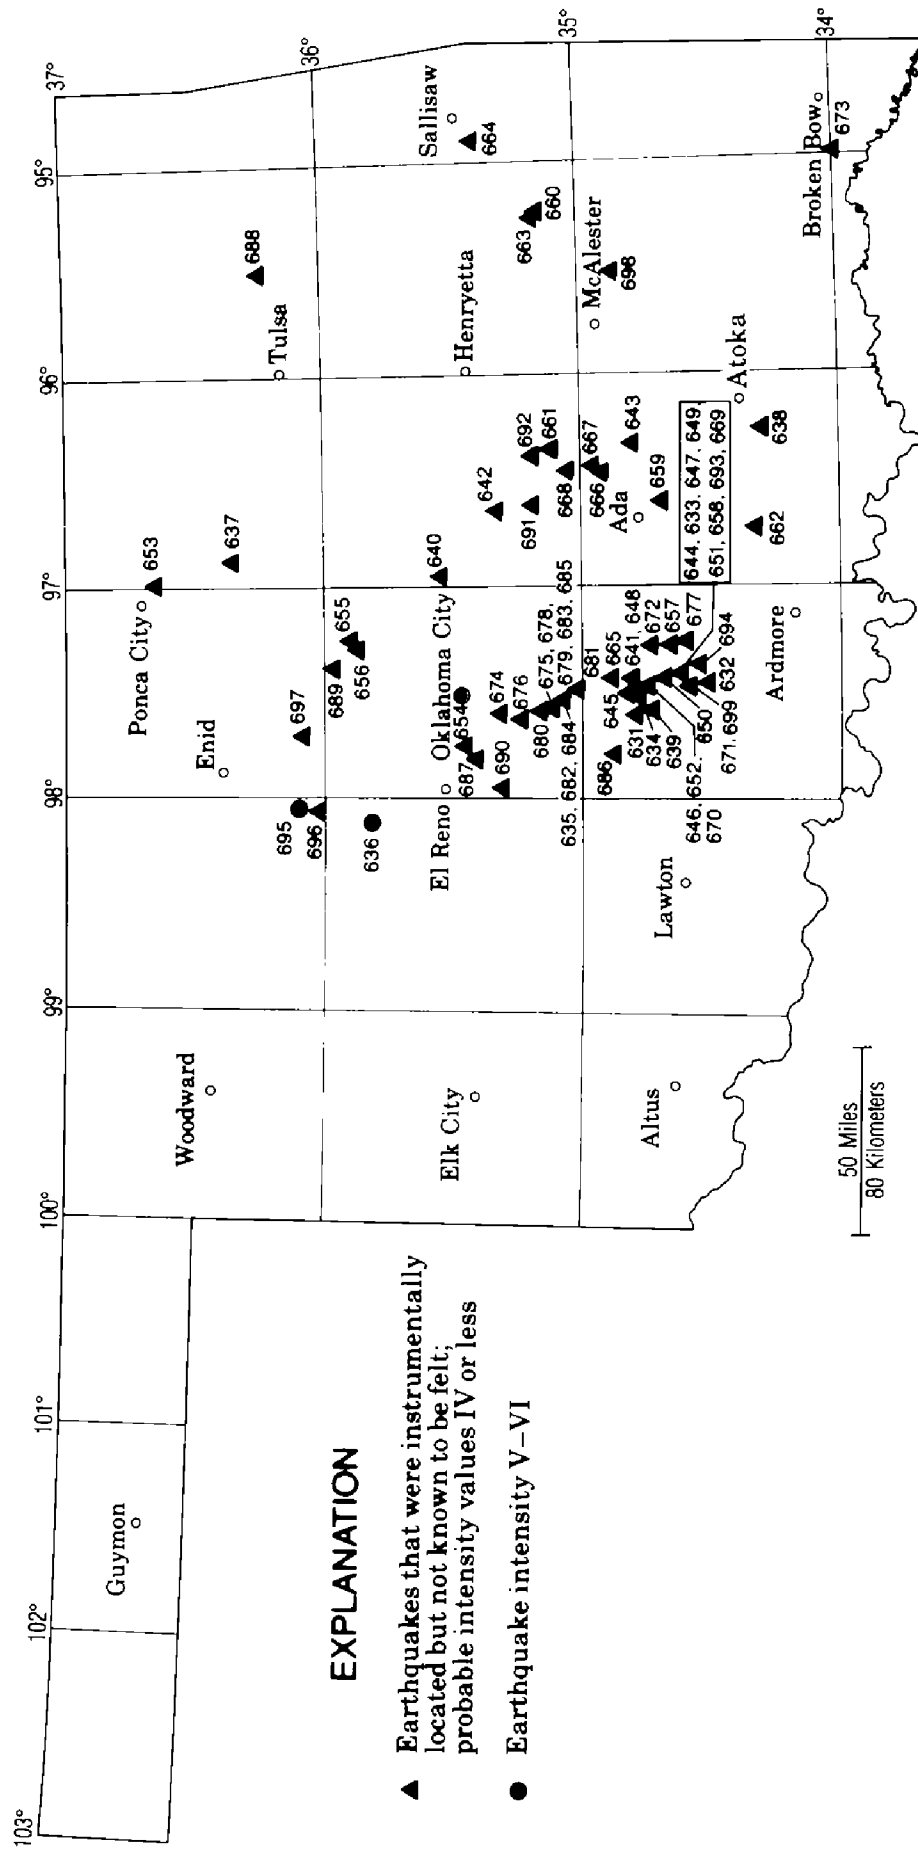 103°
102°
101°
100°
99°
98°
97°
96°
95°
37°
36°
35°
34°
Guymon
Woodward
Enid
Ponca City
Tulsa
Elk City
El Reno
Oklahoma City
Henryetta
Sallisaw
Altus
Lawton
Ada
McAlester
Ardmore
Atoka
Broken Bow
653
637
688
697
689
655
656
695
696
636
640
642
692
661
691
668
667
666
643
659
662
638
663
660
664
698
673
654
687
690
674
676
680
675, 678,
679, 683, 685
635, 682, 684
681
686
645
665
641, 648
672
657
677
631
634
639
694
632
650
671, 699
646, 652,
670
644, 633, 647, 649,
651, 658, 693, 669
EXPLANATION
Earthquakes that were instrumentally
located but not known to be felt;
probable intensity values IV or less
Earthquake intensity V–VI
50 Miles
80 Kilometers